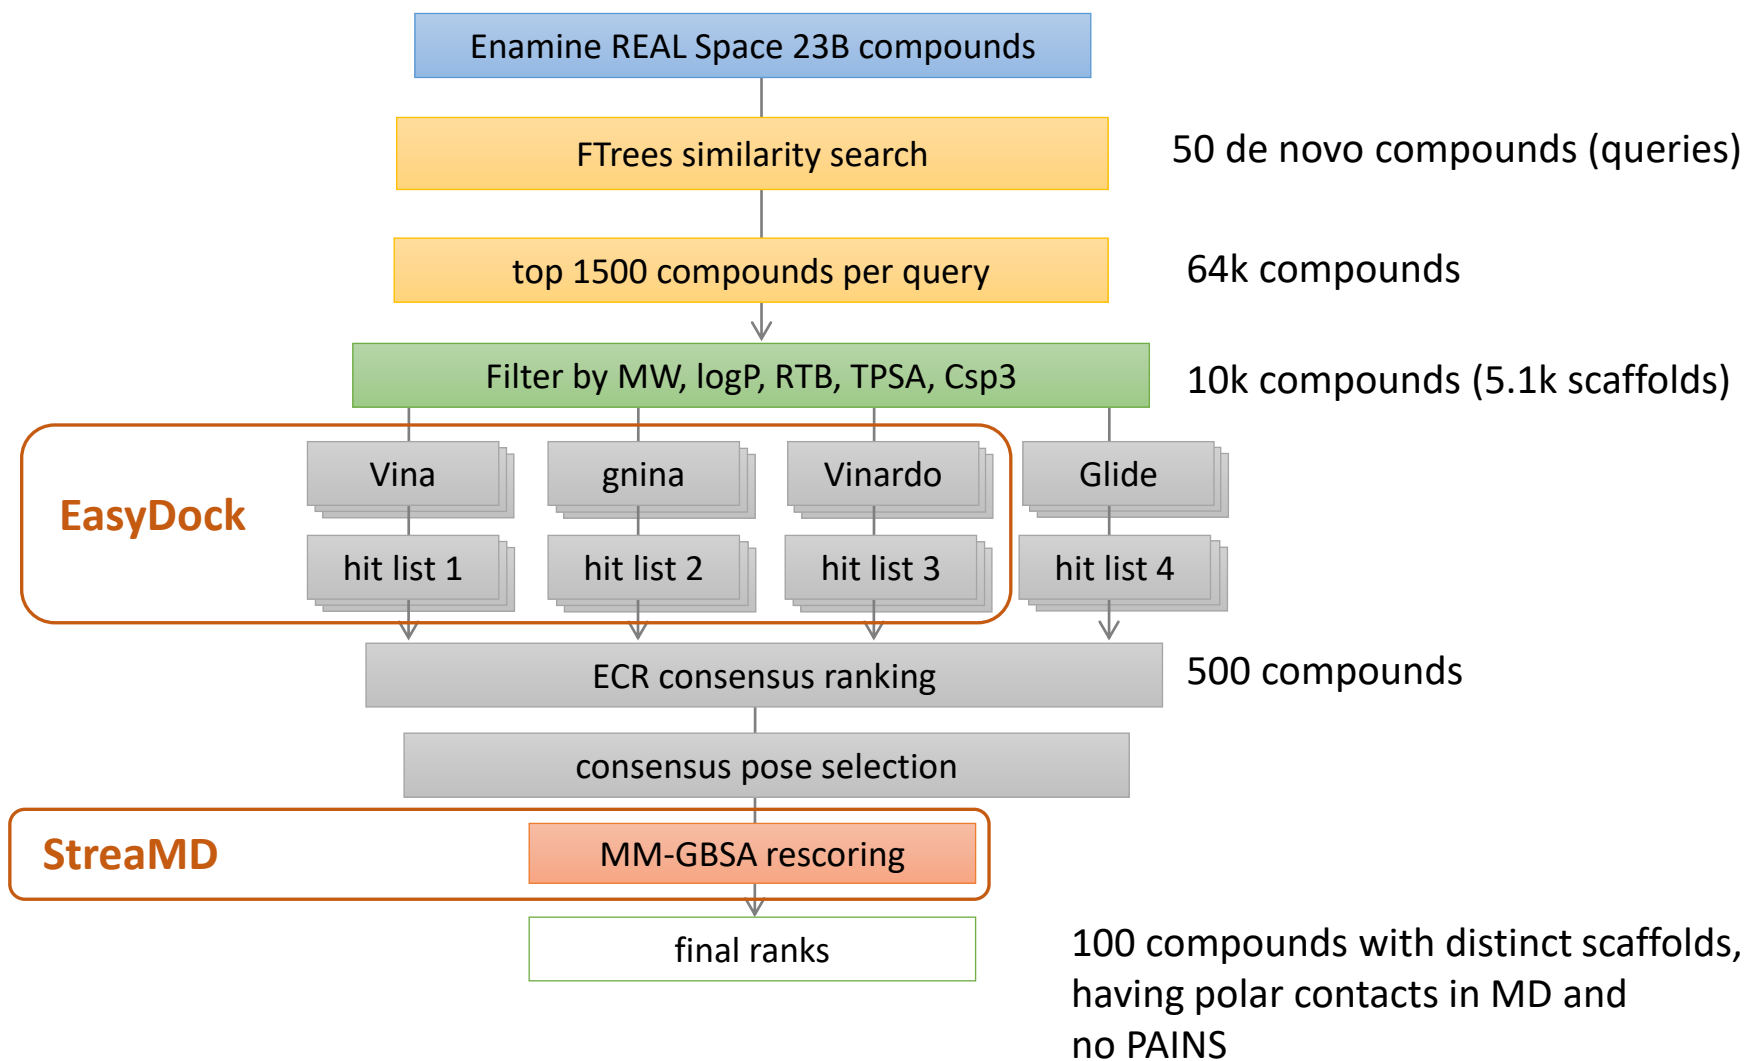 Enamine REAL Space 23B compounds
FTrees similarity search
50 de novo compounds (queries)
top 1500 compounds per query
64k compounds
Filter by MW, logP, RTB, TPSA, Csp3
10k compounds (5.1k scaffolds)
EasyDock
Vina
gnina
Vinardo
Glide
hit list 1
hit list 2
hit list 3
hit list 4
ECR consensus ranking
500 compounds
consensus pose selection
StreaMD
MM-GBSA rescoring
final ranks
100 compounds with distinct scaffolds,
having polar contacts in MD and
no PAINS